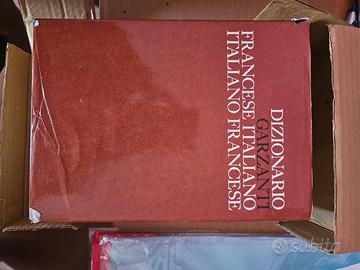 DIZIONARIO
GARZANTI
FRANCESE ITALIANO
ITALIANO FRANCESE
subito